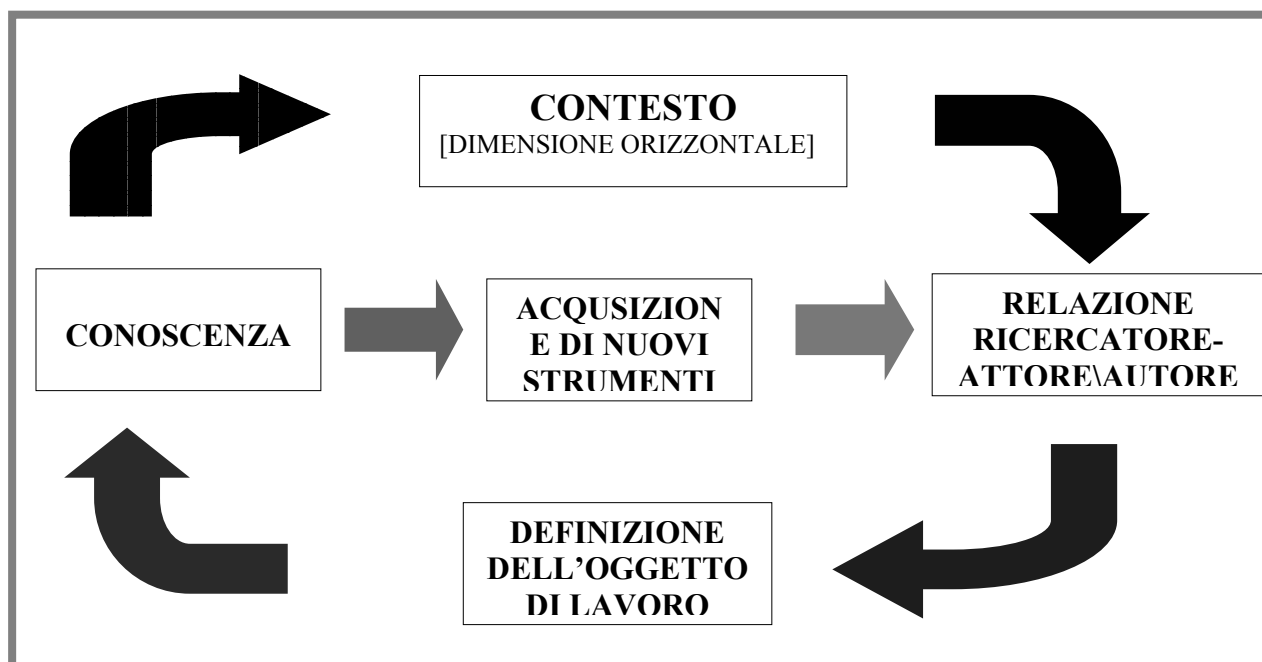 CONTESTO
[DIMENSIONE ORIZZONTALE]
CONOSCENZA
ACQUSIZION
E DI NUOVI
STRUMENTI
RELAZIONE
RICERCATORE-
ATTORE\AUTORE
DEFINIZIONE
DELL’OGGETTO
DI LAVORO